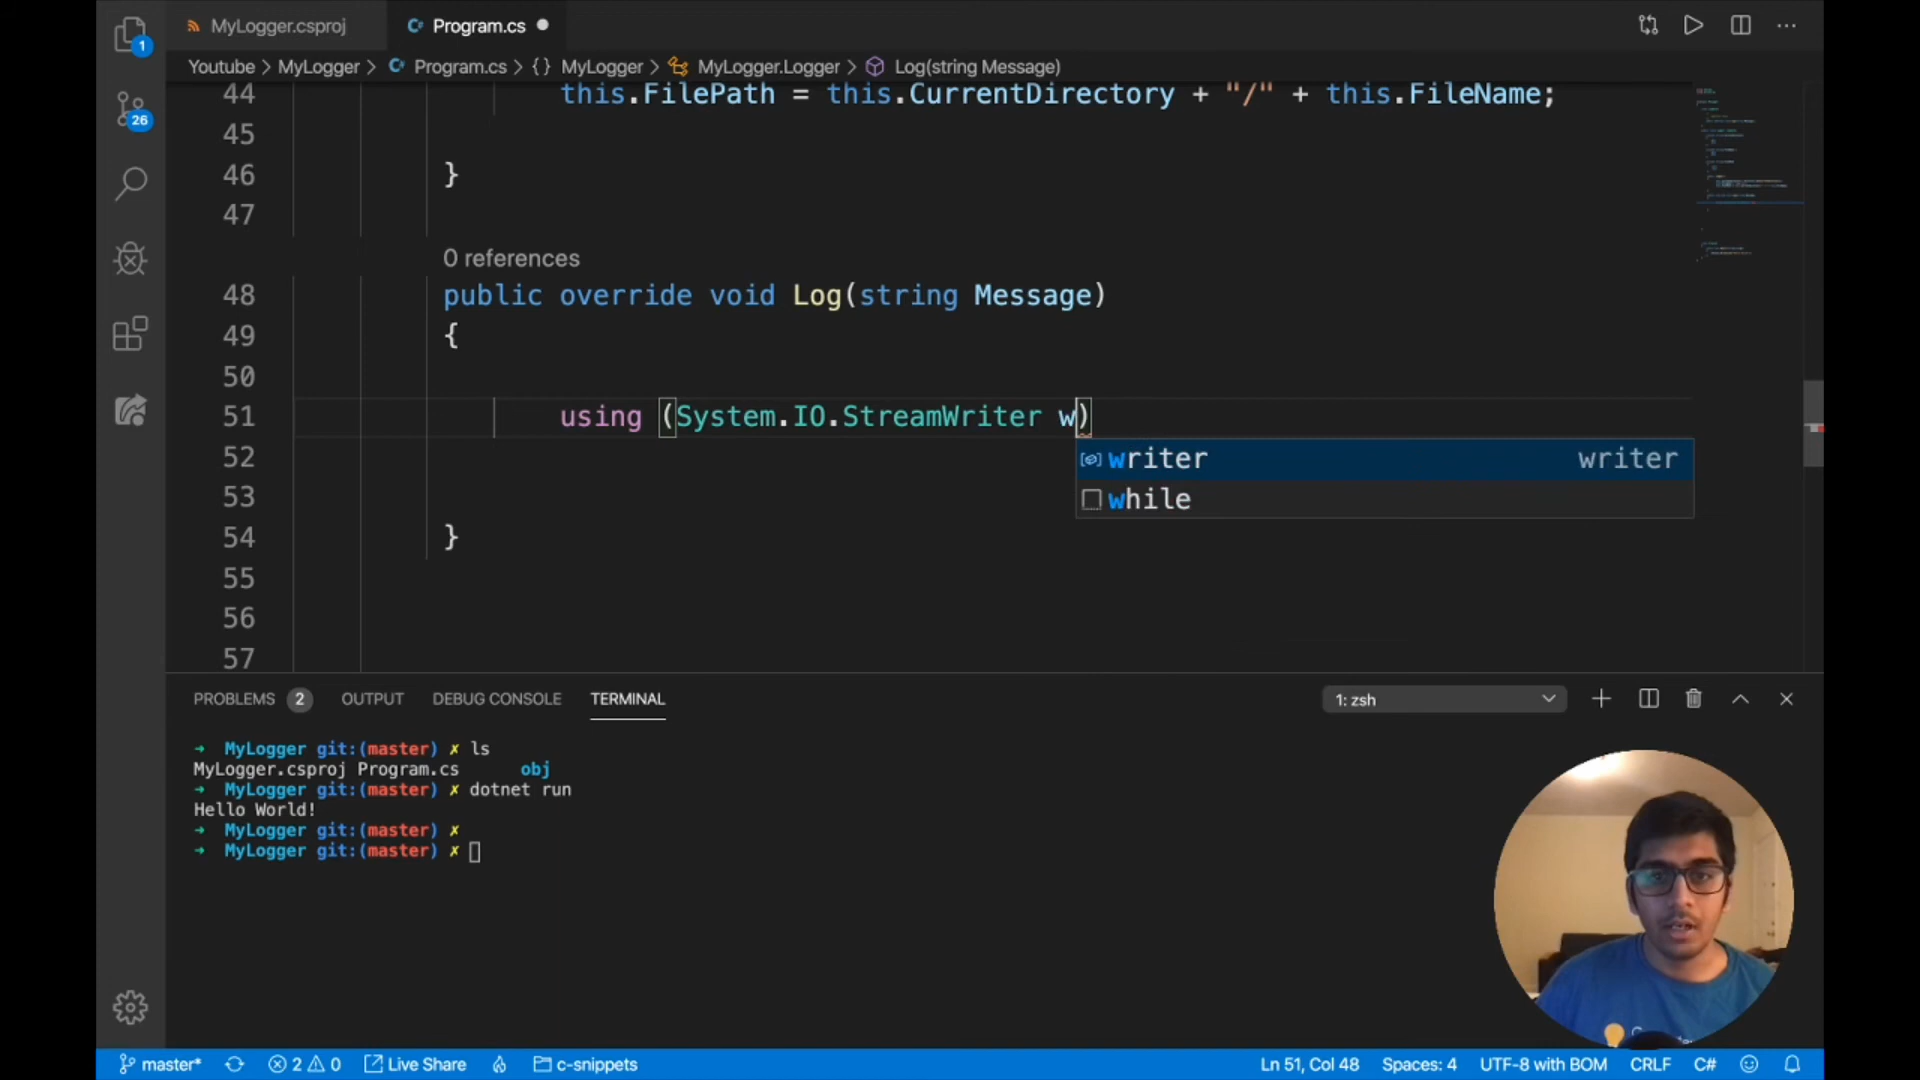 MyLogger.csproj Program.cs
Youtube > MyLogger > Program.cs > {} MyLogger > MyLogger.Logger > Log(string Message)
44 this.FilePath = this.CurrentDirectory + "/" + this.FileName;
45
46 }
47
0 references
48 public override void Log(string Message)
49 {
50
51 using (System.IO.StreamWriter w)
writer writer
while
52
53
54 }
55
56
57
1
26
PROBLEMS 2 OUTPUT DEBUG CONSOLE TERMINAL 1: zsh
→ MyLogger git:(master) ✗ ls
MyLogger.csproj Program.cs obj
→ MyLogger git:(master) ✗ dotnet run
Hello World!
→ MyLogger git:(master) ✗
→ MyLogger git:(master) ✗
master* 2 0 Live Share c-snippets Ln 51, Col 48 Spaces: 4 UTF-8 with BOM CRLF C#